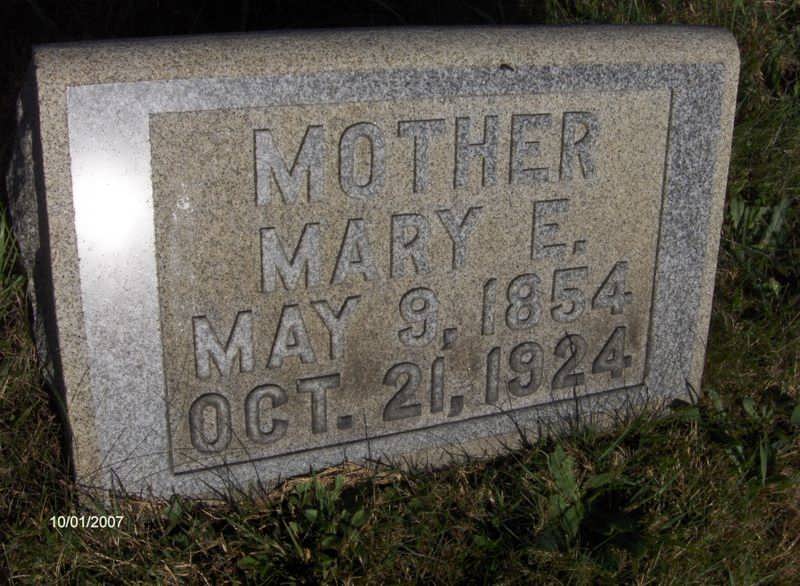 MOTHER
MARY E.
MAY 9, 1854
OCT. 21, 1924
10/01/2007